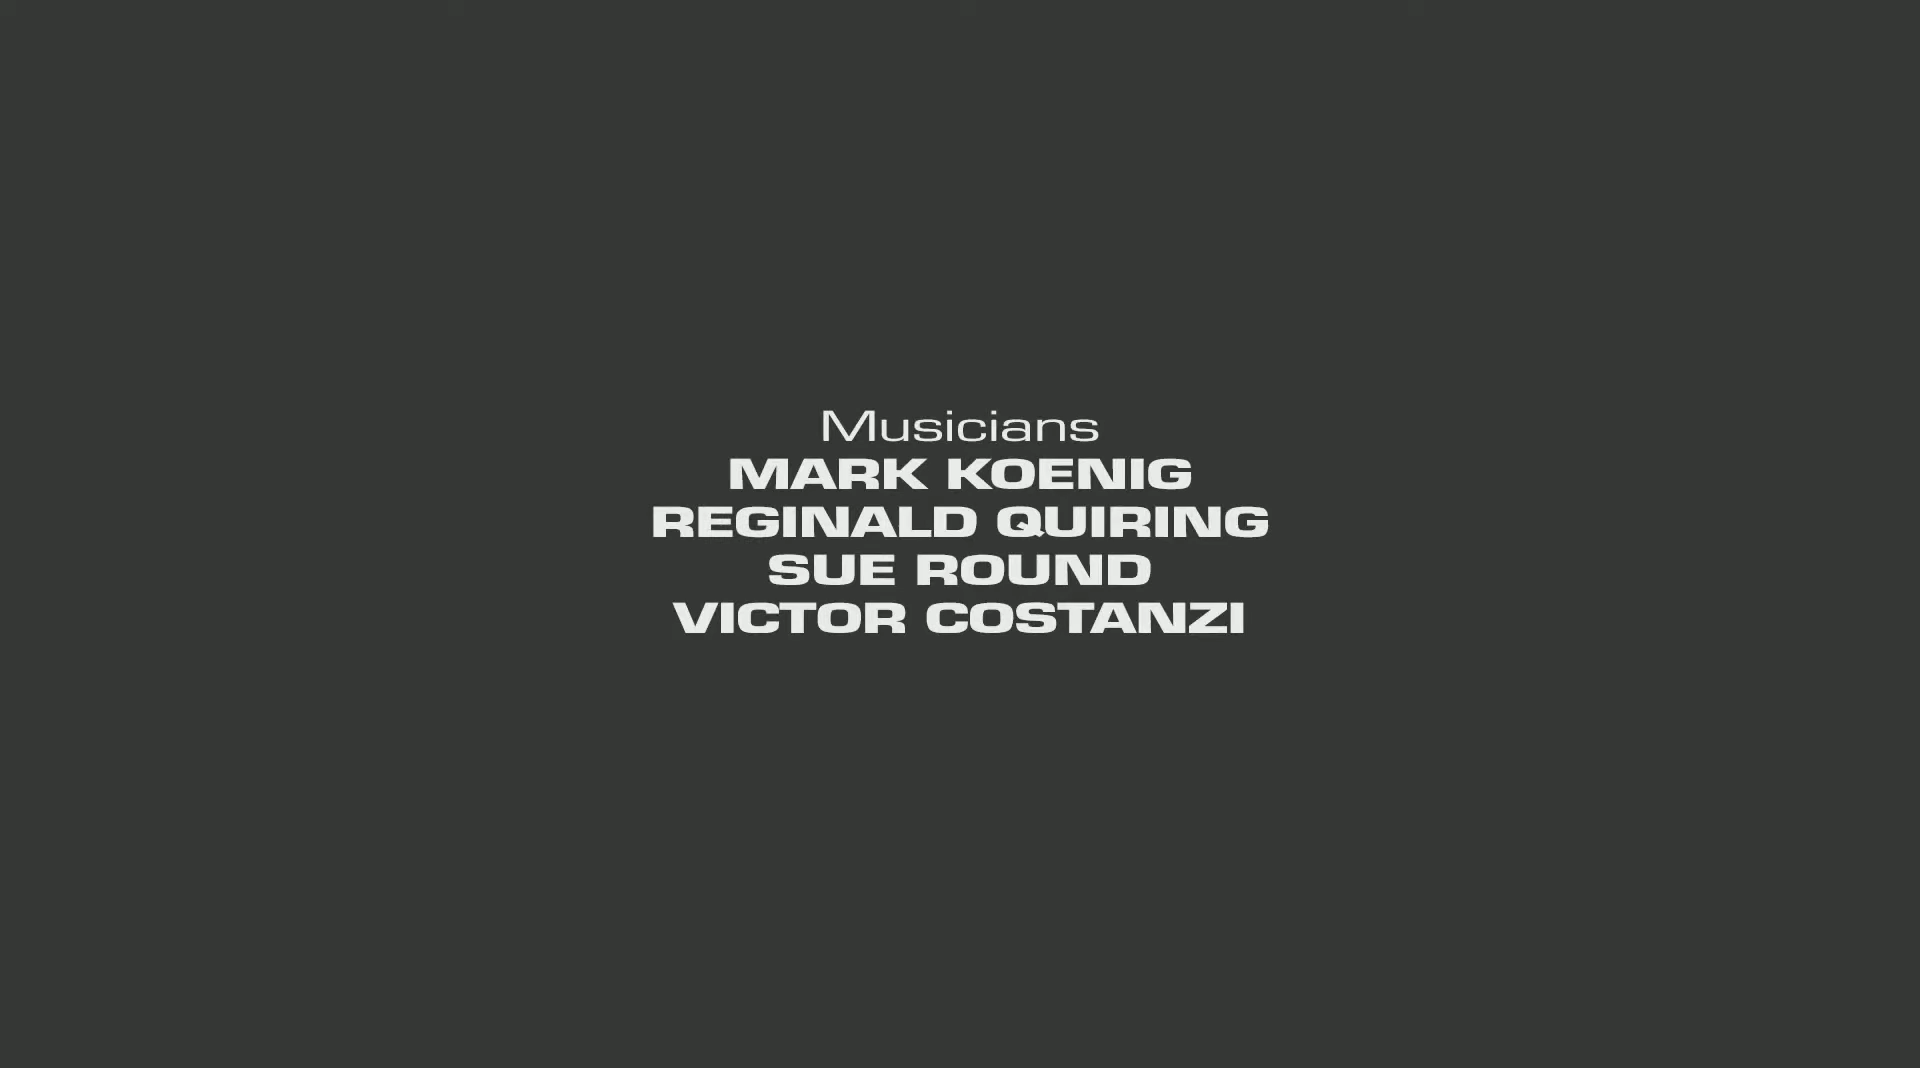 Musicians
MARK KOENIG
REGINALD QUIRING
SUE ROUND
VICTOR COSTANZI